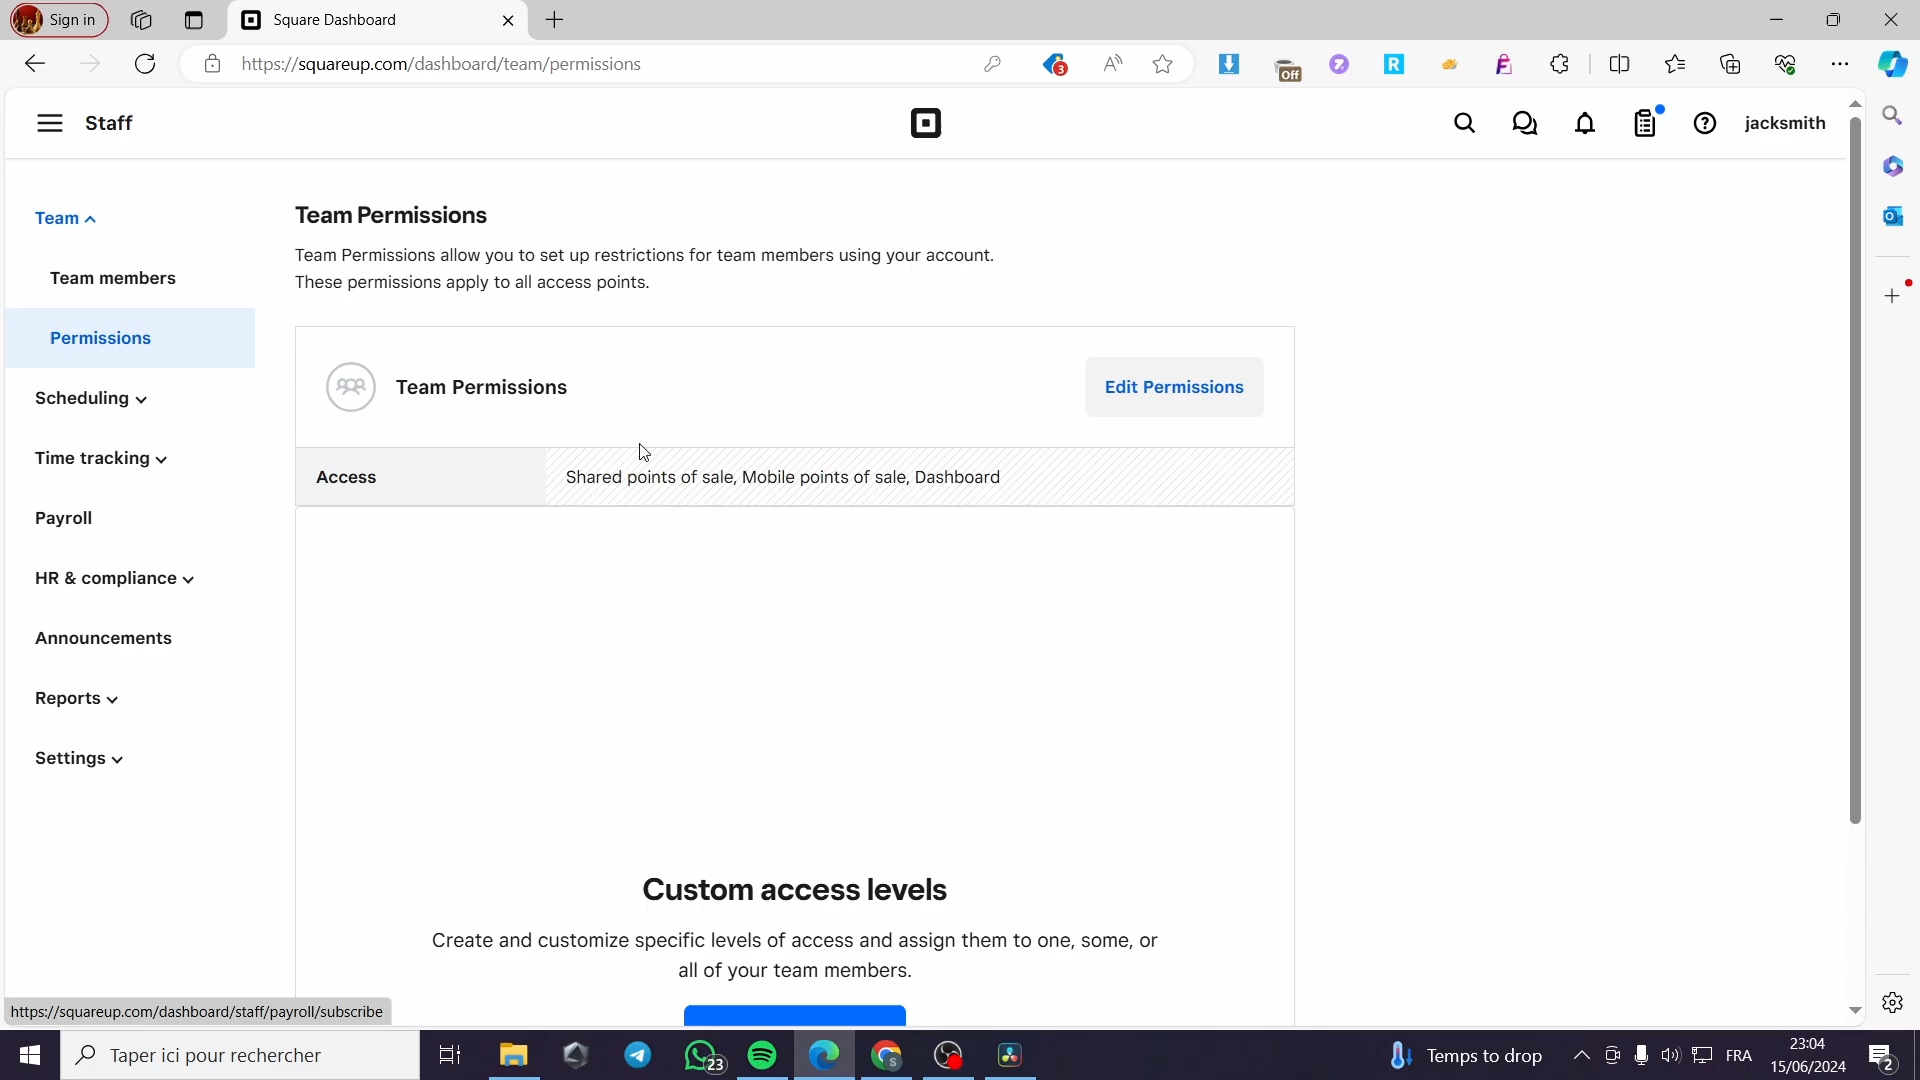 Sign in
Square Dashboard
https://squareup.com/dashboard/team/permissions
3
Off
Staff
jacksmith
Team
Team members
Permissions
Scheduling
Time tracking
Payroll
HR & compliance
Announcements
Reports
Settings
Team Permissions
Team Permissions allow you to set up restrictions for team members using your account.
These permissions apply to all access points.
Team Permissions
Edit Permissions
Access
Shared points of sale, Mobile points of sale, Dashboard
Custom access levels
Create and customize specific levels of access and assign them to one, some, or
all of your team members.
https://squareup.com/dashboard/staff/payroll/subscribe
Taper ici pour rechercher
23
Temps to drop
FRA
23:04
15/06/2024
2